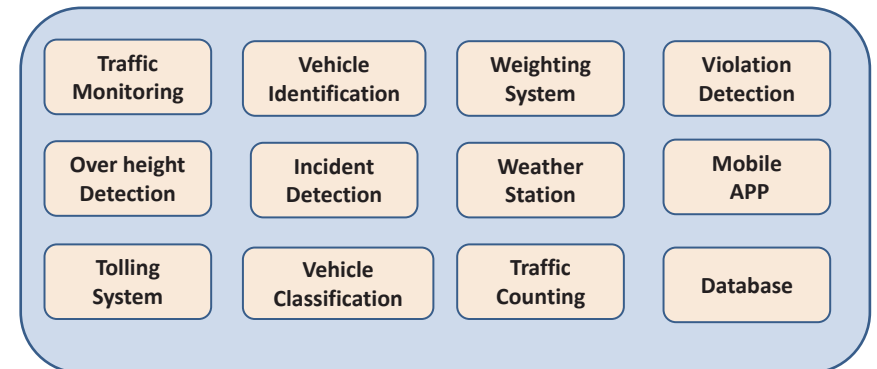 Traffic
Monitoring
Vehicle
Identification
Weighting
System
Violation
Detection
Over height
Detection
Incident
Detection
Weather
Station
Mobile
APP
Tolling
System
Vehicle
Classification
Traffic
Counting
Database